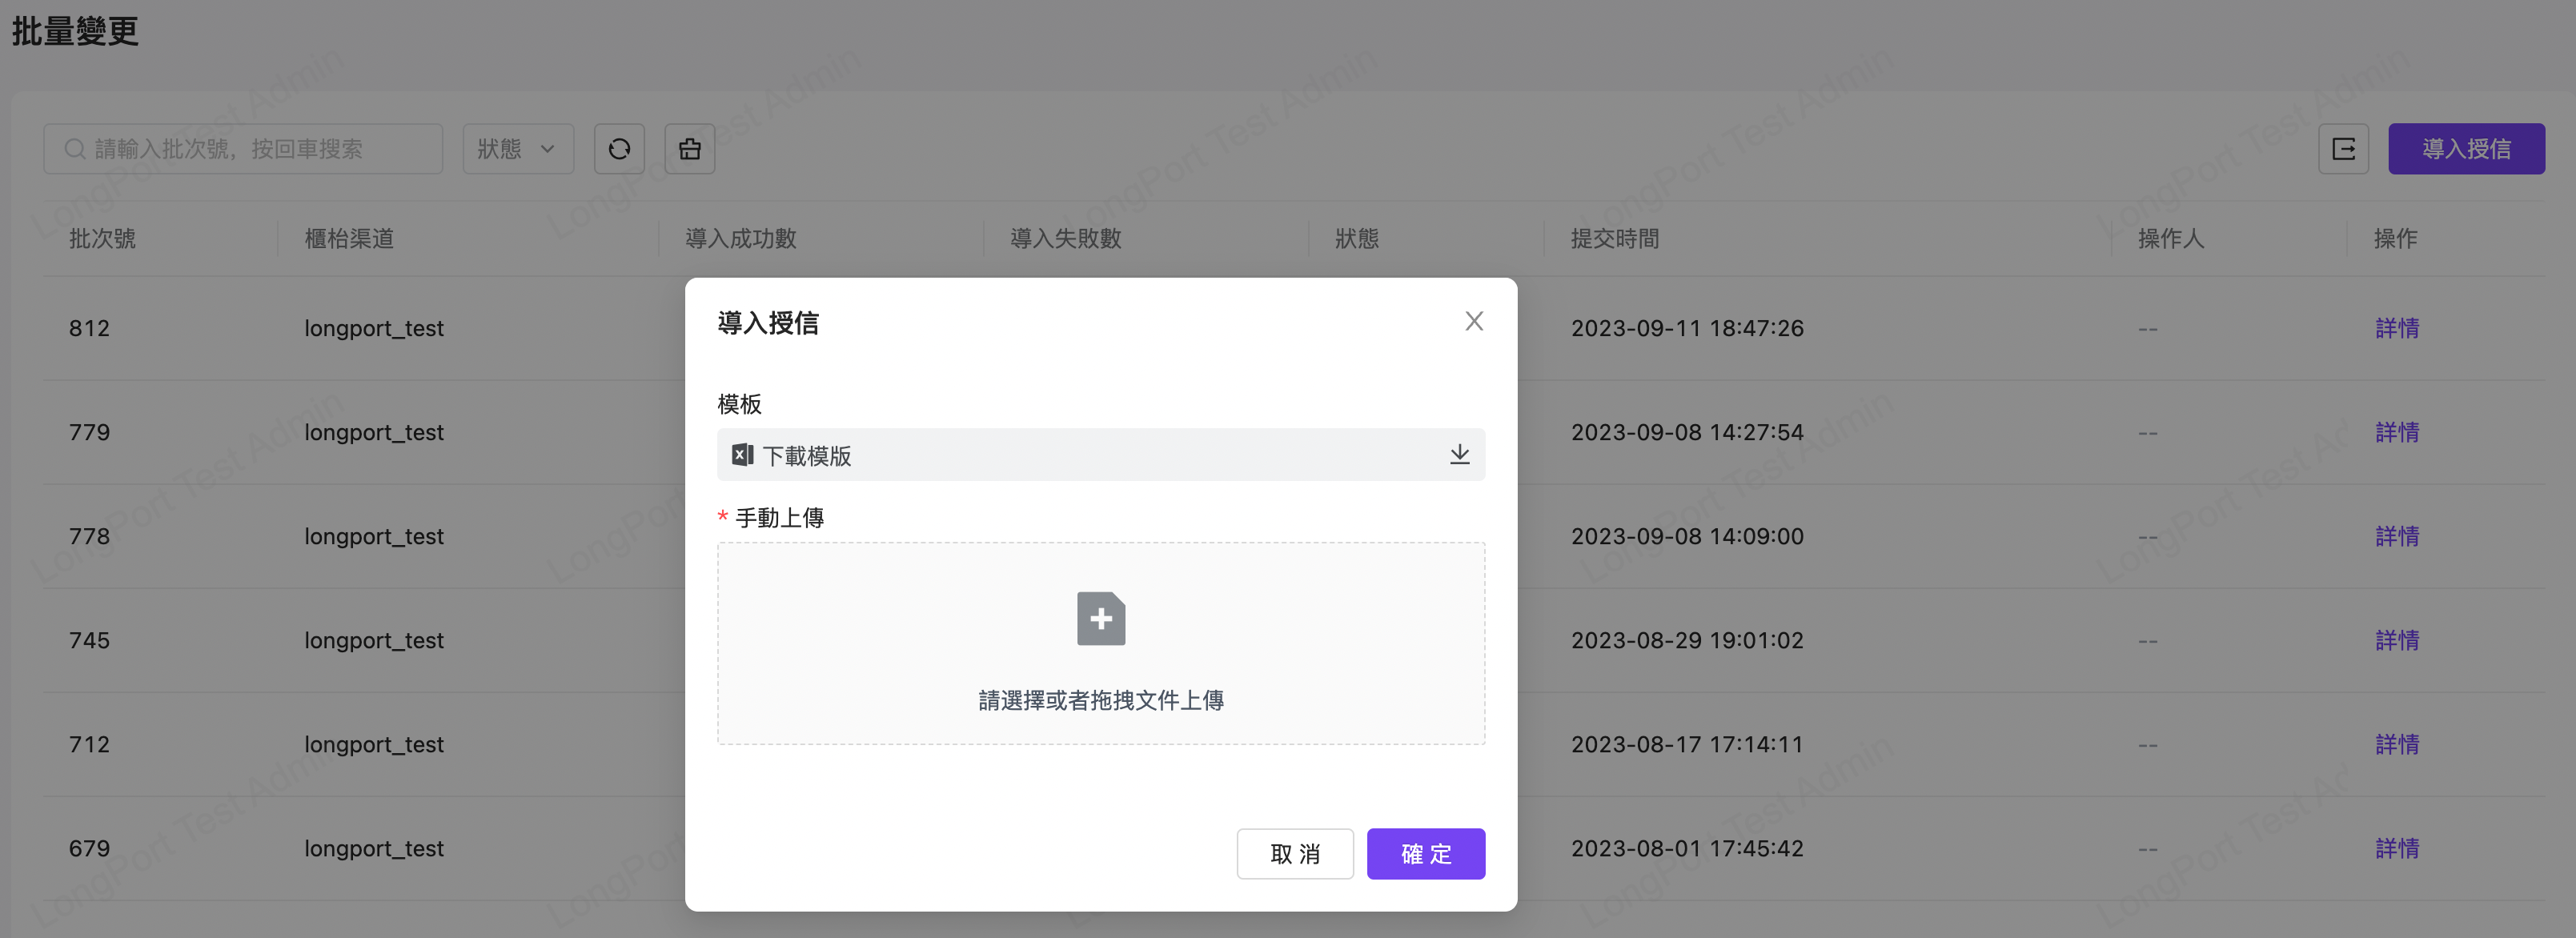 批量變更
請輸入批次號，按回車搜索
狀態
導入授信
批次號 櫃枱渠道 導入成功數 導入失敗數 狀態 提交時間 操作人 操作
812 longport_test 2023-09-11 18:47:26 -- 詳情
779 longport_test 2023-09-08 14:27:54 -- 詳情
778 longport_test 2023-09-08 14:09:00 -- 詳情
745 longport_test 2023-08-29 19:01:02 -- 詳情
712 longport_test 2023-08-17 17:14:11 -- 詳情
679 longport_test 2023-08-01 17:45:42 -- 詳情
導入授信
模板
下載模版
* 手動上傳
請選擇或者拖拽文件上傳
取 消
確 定
LongPort Test Admin